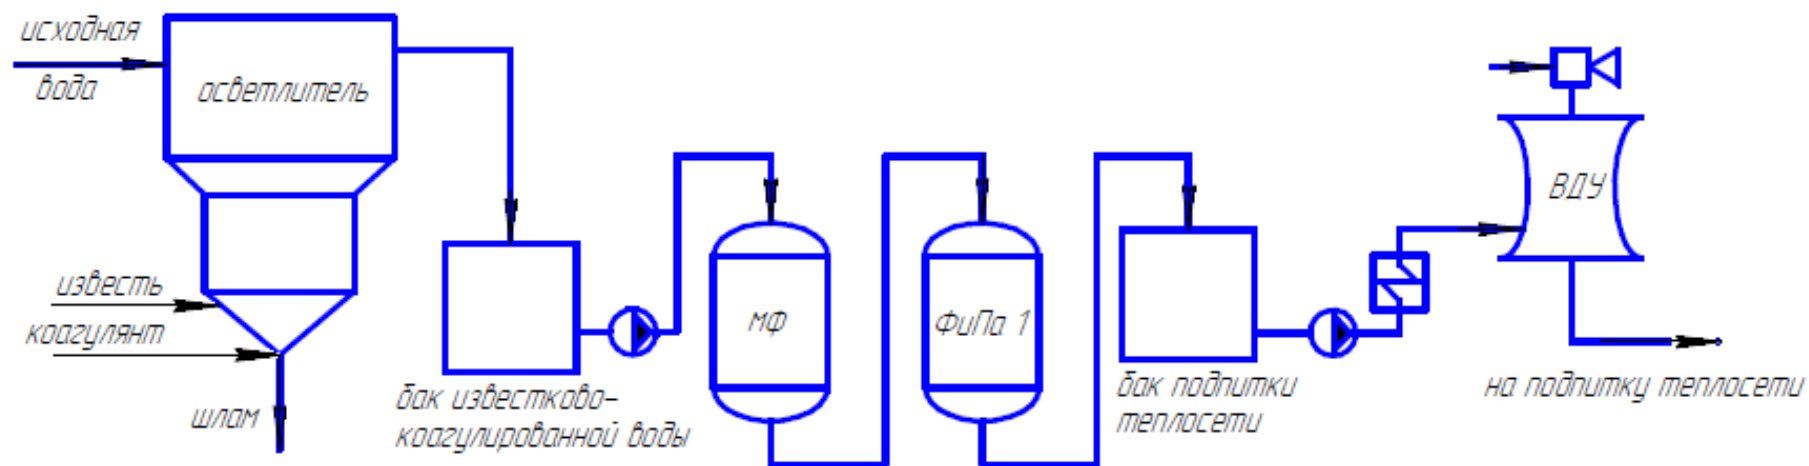 исходная
вода
осветлитель
известь
коагулянт
шлам
бак известково-
коагулированной воды
МФ
ФиПа 1
бак подпитки
теплосети
ВДУ
на подпитку теплосети